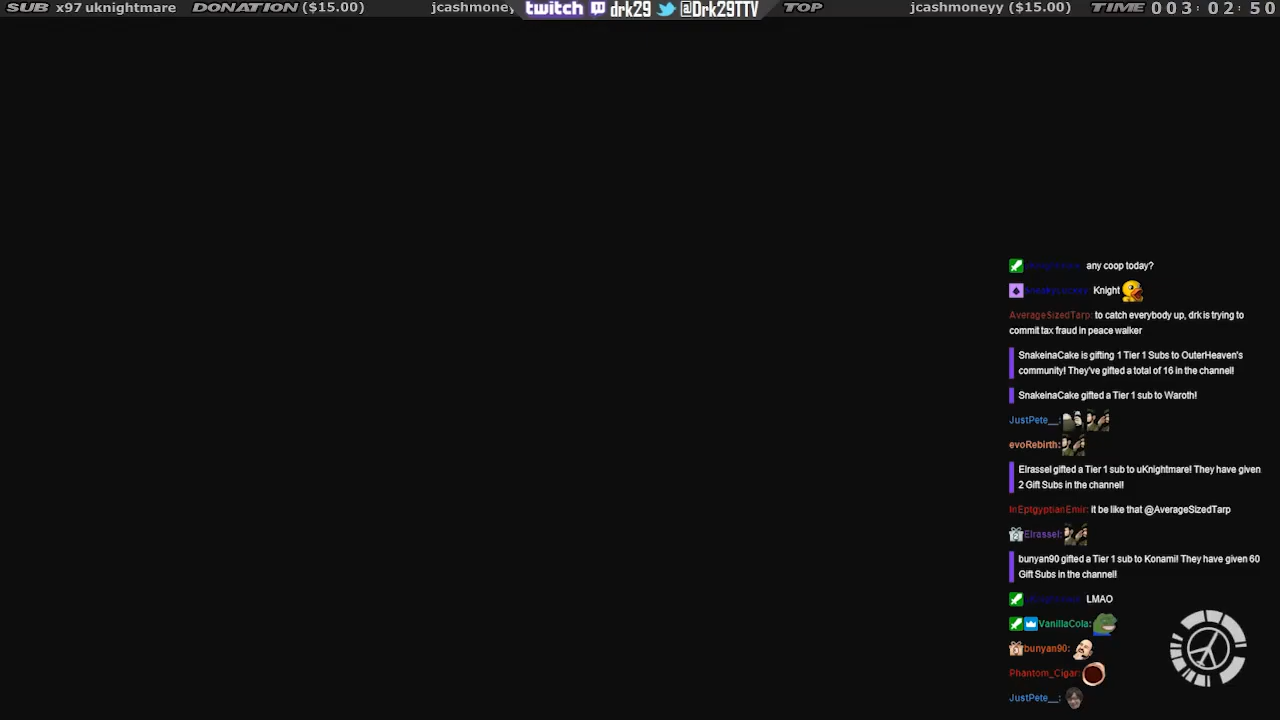 SUB x97 uknightmare DONATION ($15.00) jcashmoney twitch drk29 @Drk29TTV TOP jcashmoneyy ($15.00) TIME 003:02:50
any coop today?
Knight
AverageSizedTarp: to catch everybody up, drk is trying to
commit tax fraud in peace walker
SnakeinaCake is gifting 1 Tier 1 Subs to OuterHeaven's
community! They've gifted a total of 16 in the channel!
SnakeinaCake gifted a Tier 1 sub to Waroth!
JustPete__:
evoRebirth:
Elrassel gifted a Tier 1 sub to uKnightmare! They have given
2 Gift Subs in the channel!
InEptgyptianEmir: it be like that @AverageSizedTarp
Elrassel:
bunyan90 gifted a Tier 1 sub to Konami! They have given 60
Gift Subs in the channel!
LMAO
VanillaCola:
bunyan90:
Phantom_Cigar:
JustPete__: